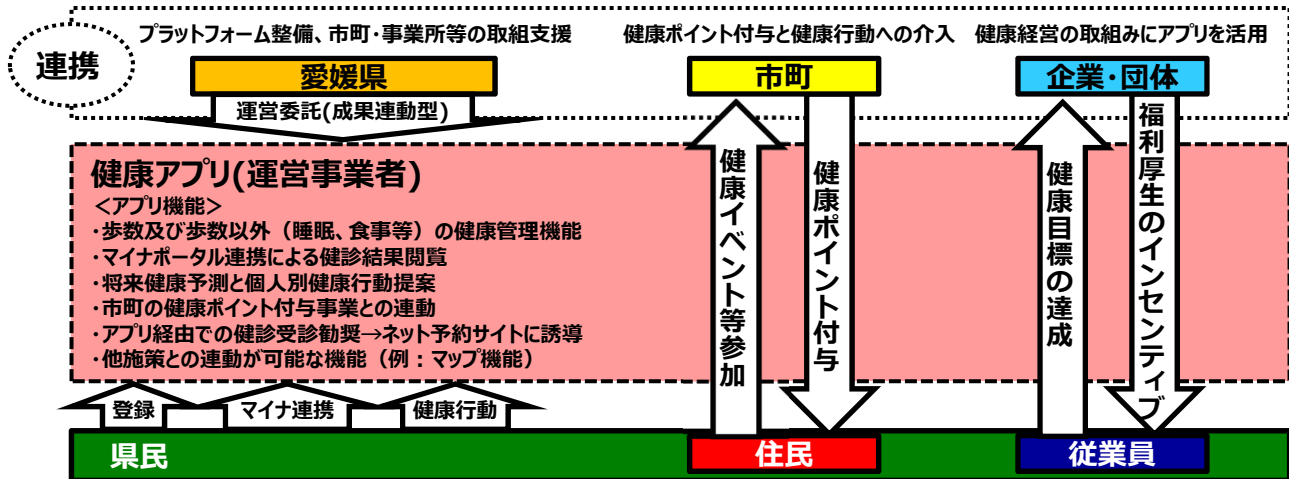 連携
プラットフォーム整備、市町・事業所等の取組支援
健康ポイント付与と健康行動への介入
健康経営の取組みにアプリを活用
愛媛県
市町
企業・団体
運営委託(成果連動型)
健康アプリ(運営事業者)
＜アプリ機能＞
・歩数及び歩数以外（睡眠、食事等）の健康管理機能
・マイナポータル連携による健診結果閲覧
・将来健康予測と個人別健康行動提案
・市町の健康ポイント付与事業との連動
・アプリ経由での健診受診勧奨→ネット予約サイトに誘導
・他施策との連動が可能な機能（例：マップ機能）
健康イベント等参加
健康ポイント付与
健康目標の達成
福利厚生のインセンティブ
登録
マイナ連携
健康行動
県民
住民
従業員